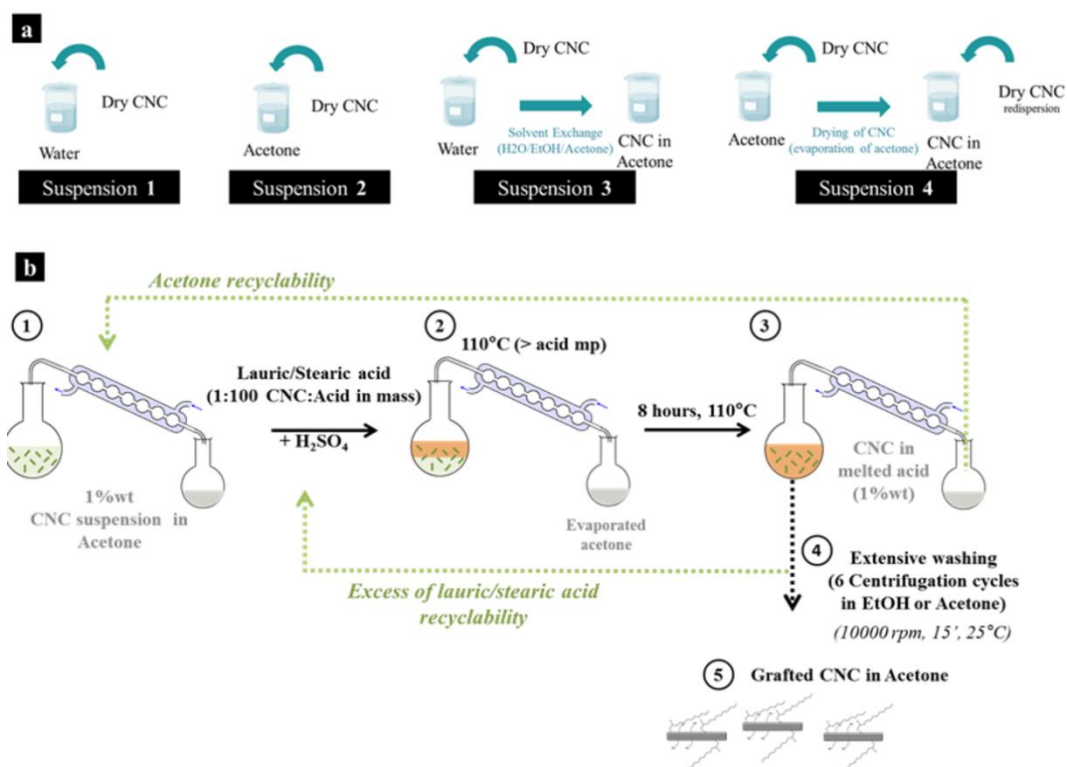 a
Dry CNC
Water
Suspension 1
Dry CNC
Acetone
Suspension 2
Dry CNC
Water
Solvent Exchange
(H2O/EtOH/Acetone)
CNC in
Acetone
Suspension 3
Dry CNC
Acetone
Drying of CNC
(evaporation of acetone)
CNC in
Acetone
Dry CNC
redispersion
Suspension 4
b
Acetone recyclability
1
1%wt
CNC suspension in
Acetone
Lauric/Stearic acid
(1:100 CNC:Acid in mass)
+ H2SO4
2
110°C (> acid mp)
Evaporated
acetone
8 hours, 110°C
3
CNC in
melted acid
(1%wt)
Excess of lauric/stearic acid
recyclability
4
Extensive washing
(6 Centrifugation cycles
in EtOH or Acetone)
(10000 rpm, 15', 25°C)
5 Grafted CNC in Acetone